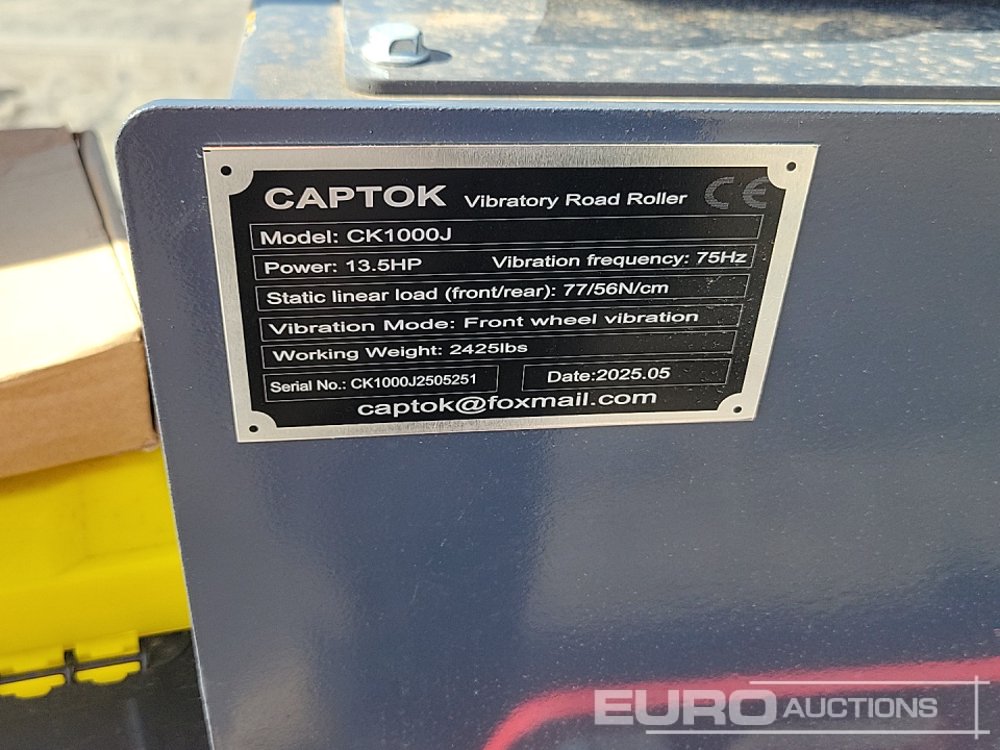 CAPTOK Vibratory Road Roller CE
Model: CK1000J
Power: 13.5HP Vibration frequency: 75Hz
Static linear load (front/rear): 77/56N/cm
Vibration Mode: Front wheel vibration
Working Weight: 2425lbs
Serial No.: CK1000J2505251 Date:2025.05
captok@foxmail.com
EURO AUCTIONS